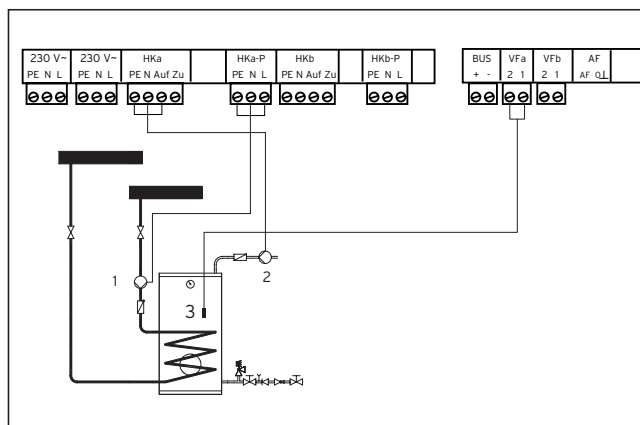 230 V~ 230 V~ HKa HKa-P HKb HKb-P BUS VFa VFb AF
PE N L PE N L PE N Auf Zu PE N L PE N Auf Zu PE N L + - 2 1 2 1 AF 0
1
2
3